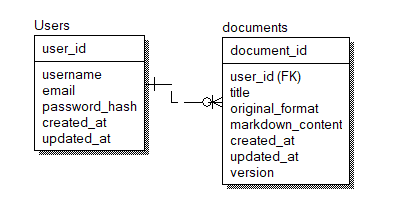 Users
user_id
username
email
password_hash
created_at
updated_at
documents
document_id
user_id (FK)
title
original_format
markdown_content
created_at
updated_at
version